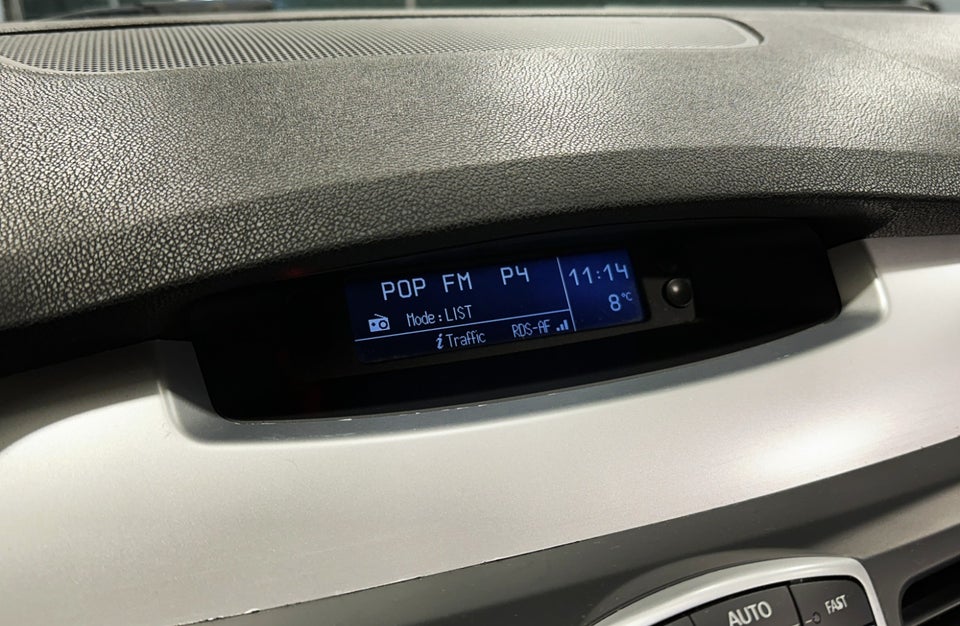 POP FM P4
11:14
Mode:LIST
8°C
i Traffic RDS-AF
AUTO
FAST